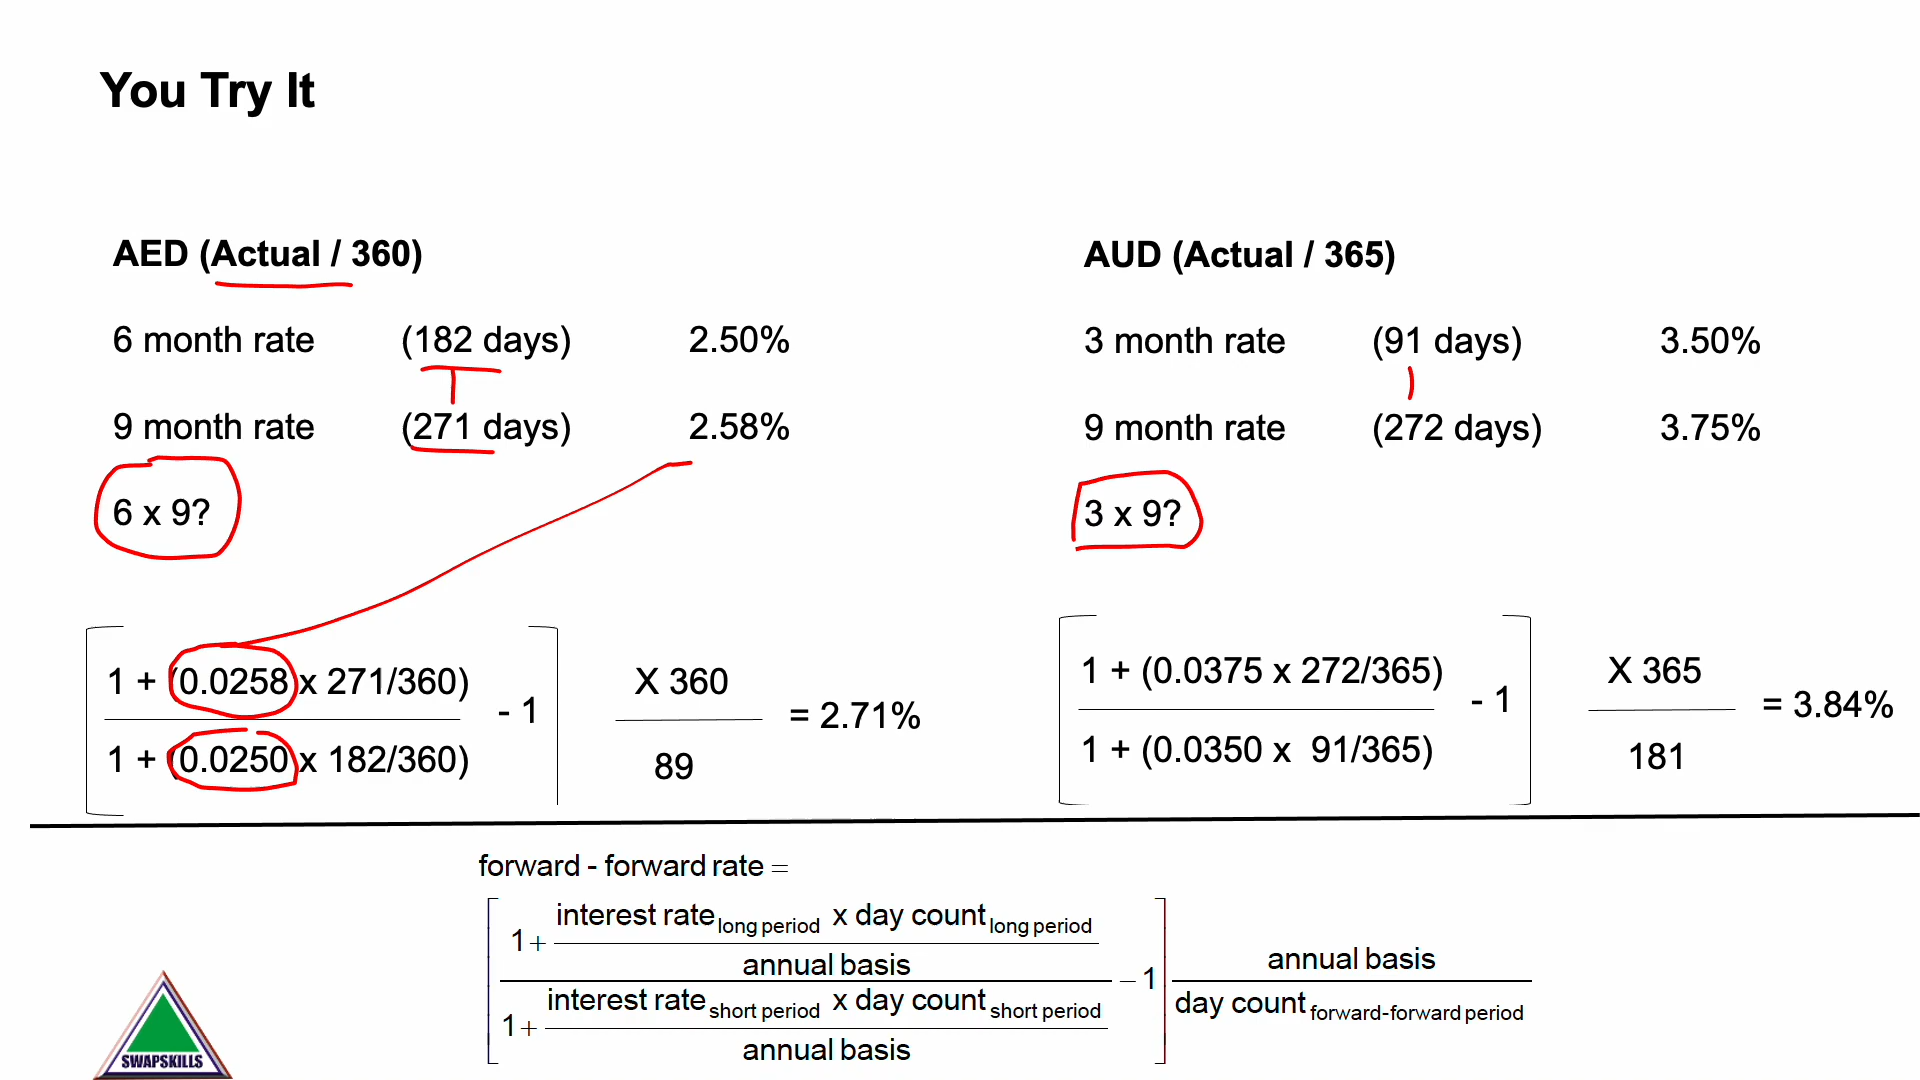 You Try It
AED (Actual / 360)
6 month rate (182 days) 2.50%
9 month rate (271 days) 2.58%
6 x 9?
1 + (0.0258 x 271/360)
1 + (0.0250 x 182/360)
- 1
X 360
89
= 2.71%
AUD (Actual / 365)
3 month rate (91 days) 3.50%
9 month rate (272 days) 3.75%
3 x 9?
1 + (0.0375 x 272/365)
1 + (0.0350 x 91/365)
- 1
X 365
181
= 3.84%
forward - forward rate =
1+ interest rate long period x day count long period
annual basis
1+ interest rate short period x day count short period
annual basis
- 1
annual basis
day count forward-forward period
SWAPSKILLS